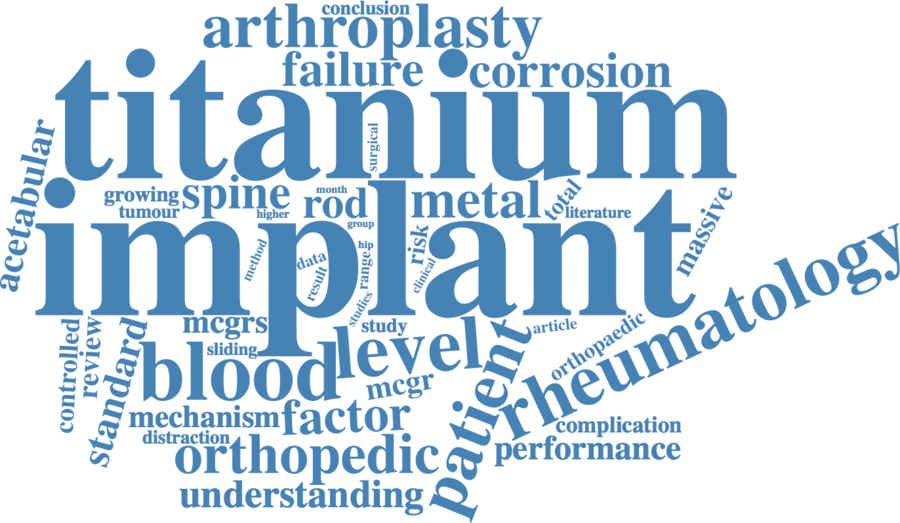 conclusion
arthroplasty
failure
corrosion
titanium
surgical
acetabular
growing
spine
month
rod
metal
total
massive
tumour
higher
group
literature
implant
method
data
result
hip
range
risk
clinical
studies
rheumatology
controlled
review
standard
mcgrs
study
article
orthopaedic
sliding
level
blood
mcgr
patient
mechanism
factor
complication
distraction
orthopedic
performance
understanding